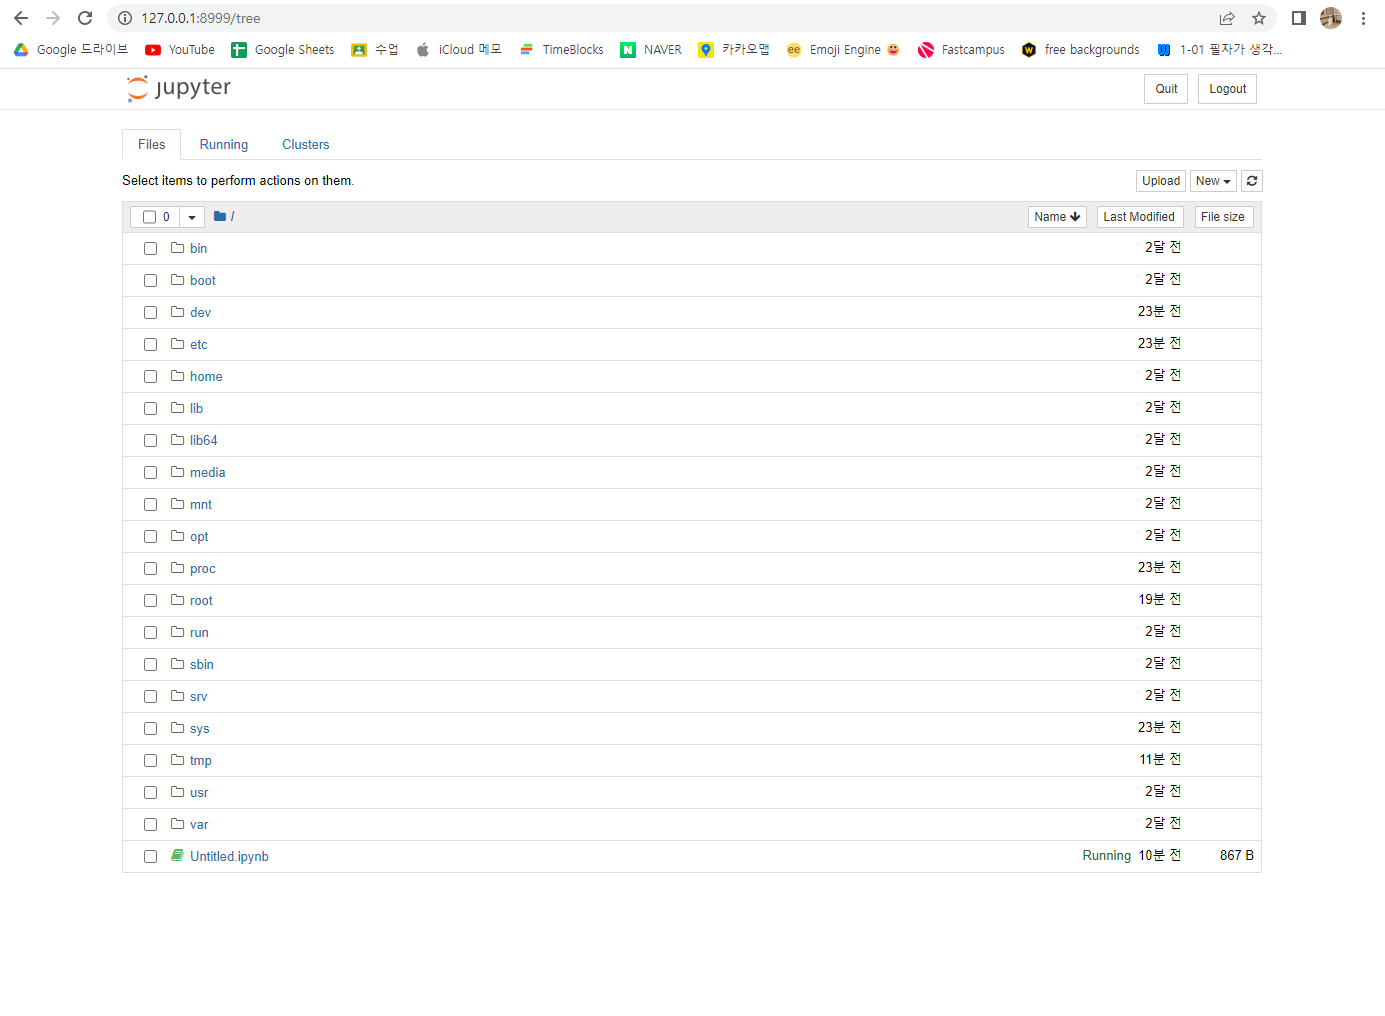 127.0.0.1:8999/tree
Google 드라이브 YouTube Google Sheets 수업 iCloud 메모 TimeBlocks NAVER 카카오맵 Emoji Engine Fastcampus free backgrounds 1-01 필자가 생각...
jupyter Quit Logout
Files Running Clusters
Select items to perform actions on them. Upload New
0 / Name Last Modified File size
bin 2달 전
boot 2달 전
dev 23분 전
etc 23분 전
home 2달 전
lib 2달 전
lib64 2달 전
media 2달 전
mnt 2달 전
opt 2달 전
proc 23분 전
root 19분 전
run 2달 전
sbin 2달 전
srv 2달 전
sys 23분 전
tmp 11분 전
usr 2달 전
var 2달 전
Untitled.ipynb Running 10분 전 867 B